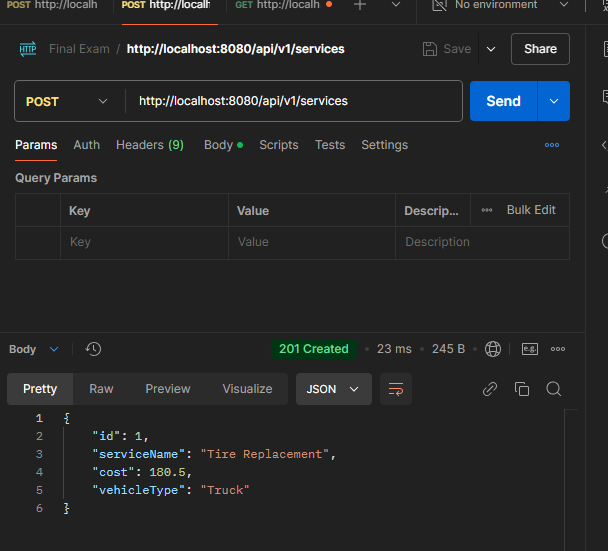 POST http://localh POST http://localh GET http://localh No environment
HTTP Final Exam / http://localhost:8080/api/v1/services Save Share
POST http://localhost:8080/api/v1/services Send
Params Auth Headers (9) Body Scripts Tests Settings
Query Params
Key Value Descrip... Bulk Edit
Key Value Description
Body 201 Created 23 ms 245 B e.g.
Pretty Raw Preview Visualize JSON
1 {
2 "id": 1,
3 "serviceName": "Tire Replacement",
4 "cost": 180.5,
5 "vehicleType": "Truck"
6 }